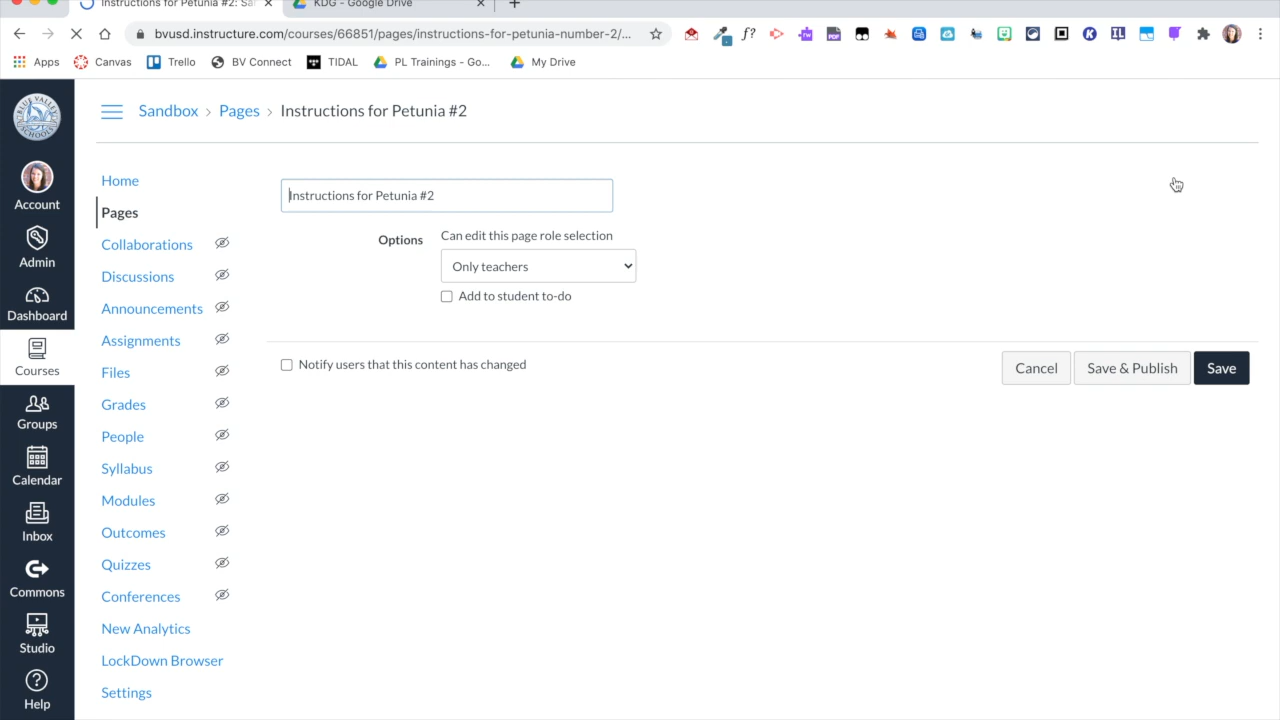 Instructions for Petunia #2: Sa
KDG - Google Drive
bvusd.instructure.com/courses/66851/pages/instructions-for-petunia-number-2/...
Apps
Canvas
Trello
BV Connect
TIDAL
PL Trainings - Go...
My Drive
Sandbox > Pages > Instructions for Petunia #2
BLUE VALLEY SCHOOLS
Account
Admin
Dashboard
Courses
Groups
Calendar
Inbox
Commons
Studio
Help
Home
Pages
Collaborations
Discussions
Announcements
Assignments
Files
Grades
People
Syllabus
Modules
Outcomes
Quizzes
Conferences
New Analytics
LockDown Browser
Settings
Instructions for Petunia #2
Options
Can edit this page role selection
Only teachers
Add to student to-do
Notify users that this content has changed
Cancel
Save & Publish
Save